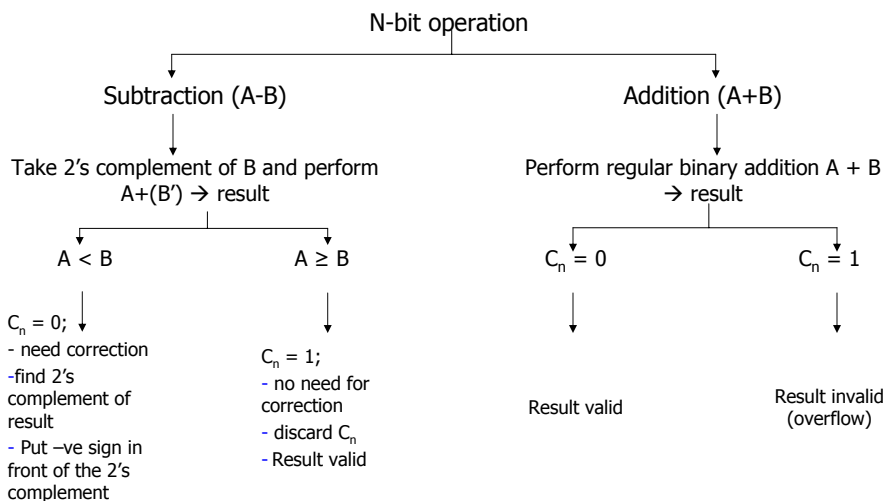 N-bit operation
Subtraction (A-B)
Addition (A+B)
Take 2's complement of B and perform
A+(B') → result
Perform regular binary addition A + B
→ result
A < B
A ≥ B
Cₙ = 0
Cₙ = 1
Cₙ = 0;
- need correction
-find 2's
complement of
result
- Put –ve sign in
front of the 2's
complement
Cₙ = 1;
- no need for
correction
- discard Cₙ
- Result valid
Result valid
Result invalid
(overflow)